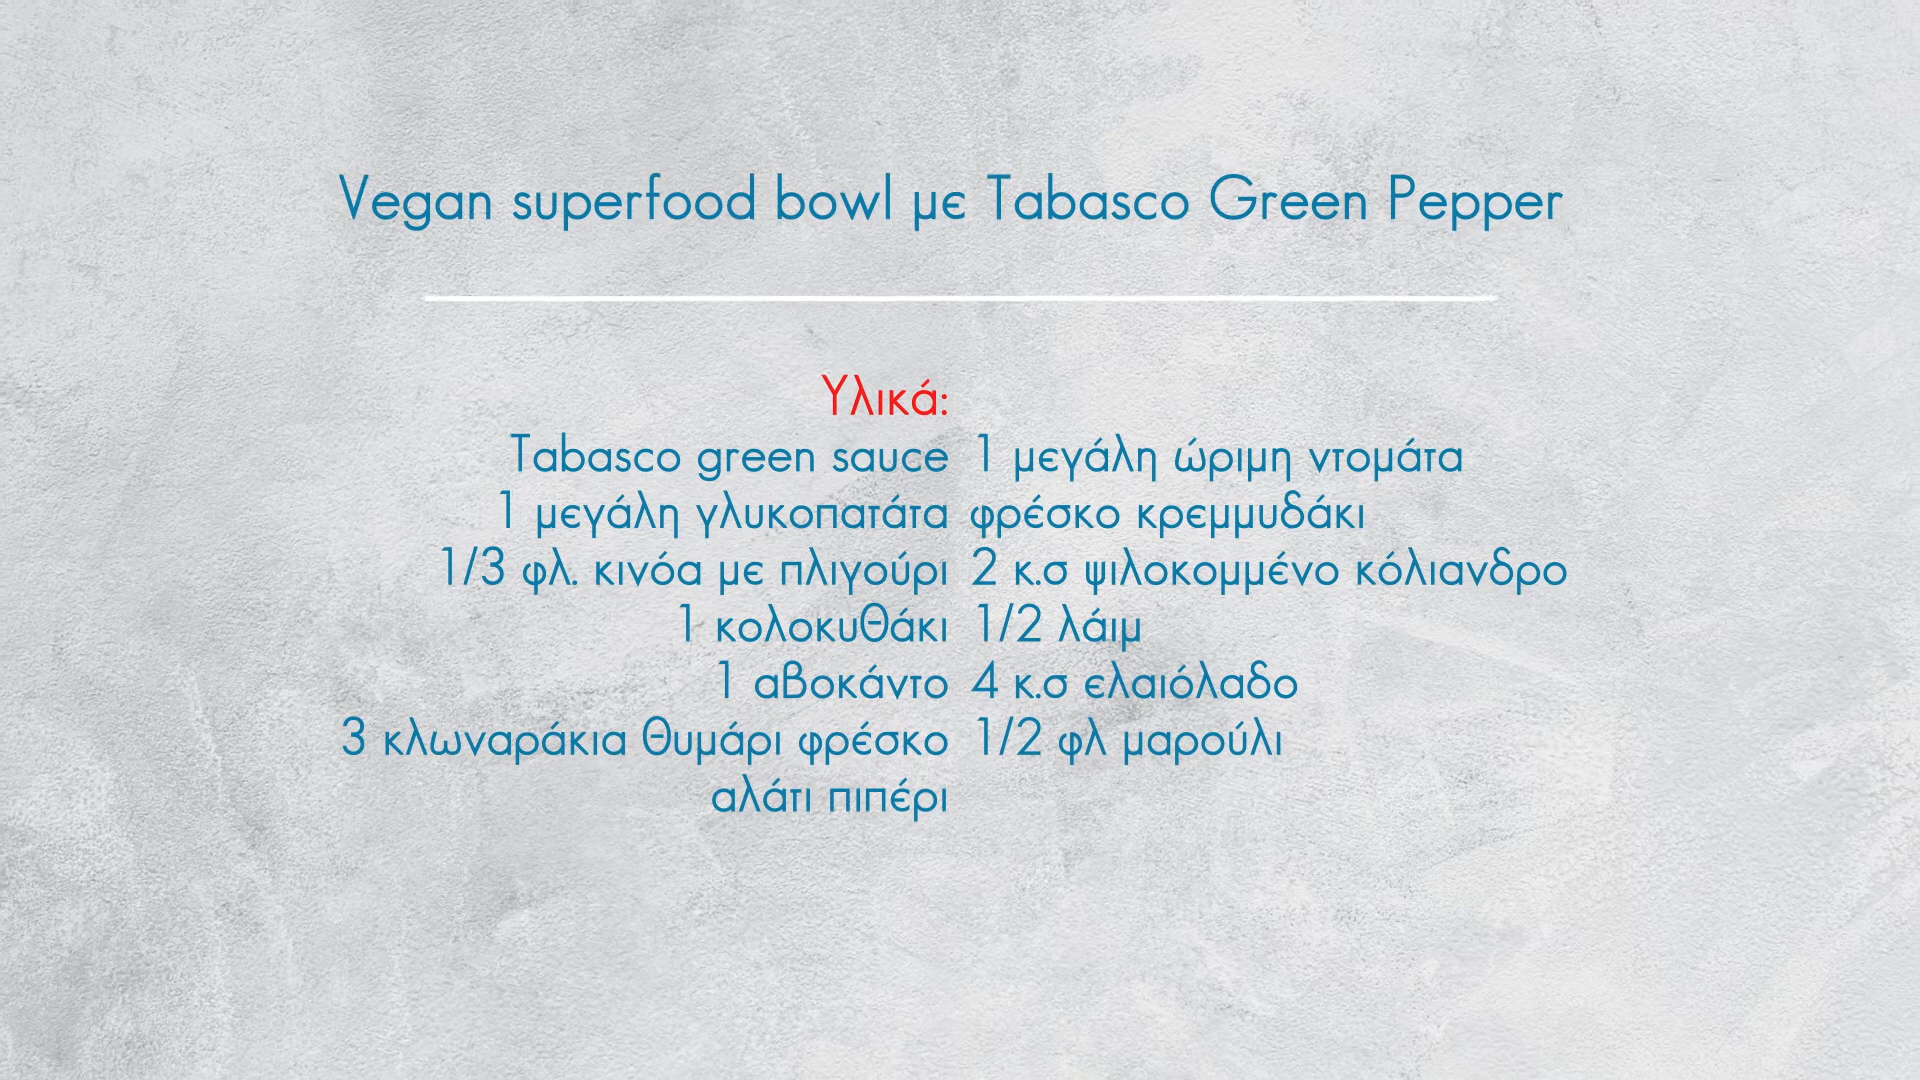 Vegan superfood bowl με Tabasco Green Pepper
Υλικά:
Tabasco green sauce
1 μεγάλη γλυκοπατάτα
1/3 φλ. κινόα με πλιγούρι
1 κολοκυθάκι
1 αβοκάντο
3 κλωναράκια θυμάρι φρέσκο
αλάτι πιπέρι
1 μεγάλη ώριμη ντομάτα
φρέσκο κρεμμυδάκι
2 κ.σ ψιλοκομμένο κόλιανδρο
1/2 λάιμ
4 κ.σ ελαιόλαδο
1/2 φλ μαρούλι